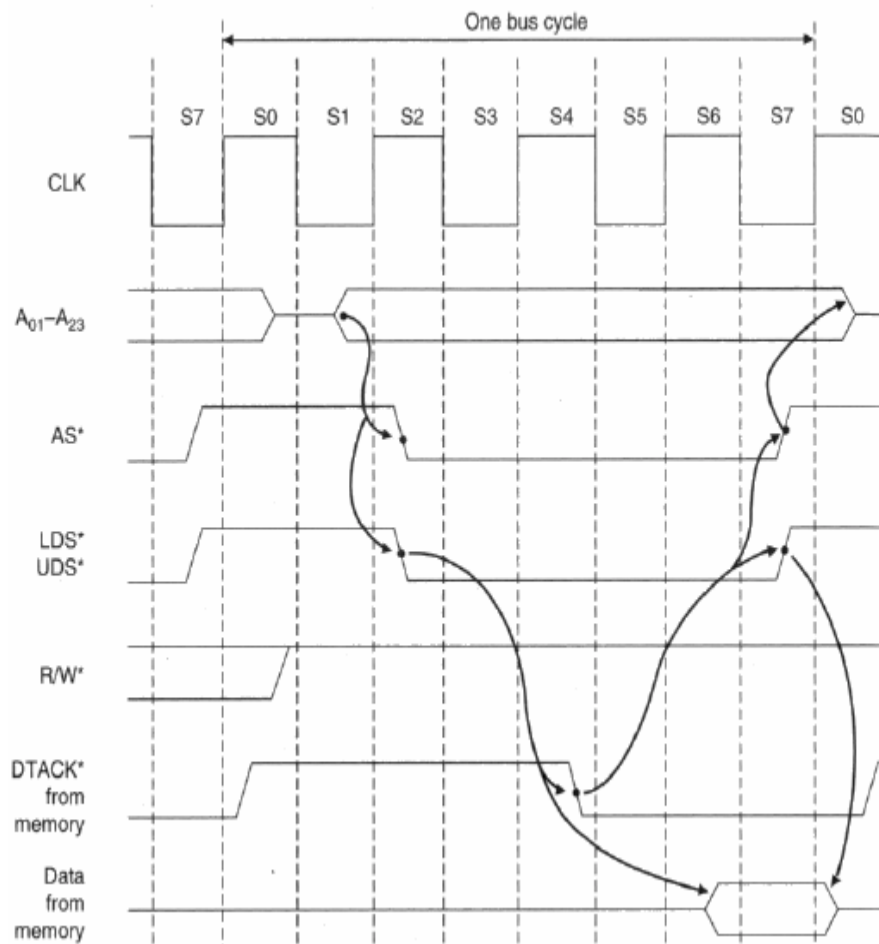 One bus cycle
S7 S0 S1 S2 S3 S4 S5 S6 S7 S0
CLK
A01–A23
AS*
LDS*
UDS*
R/W*
DTACK*
from
memory
Data
from
memory